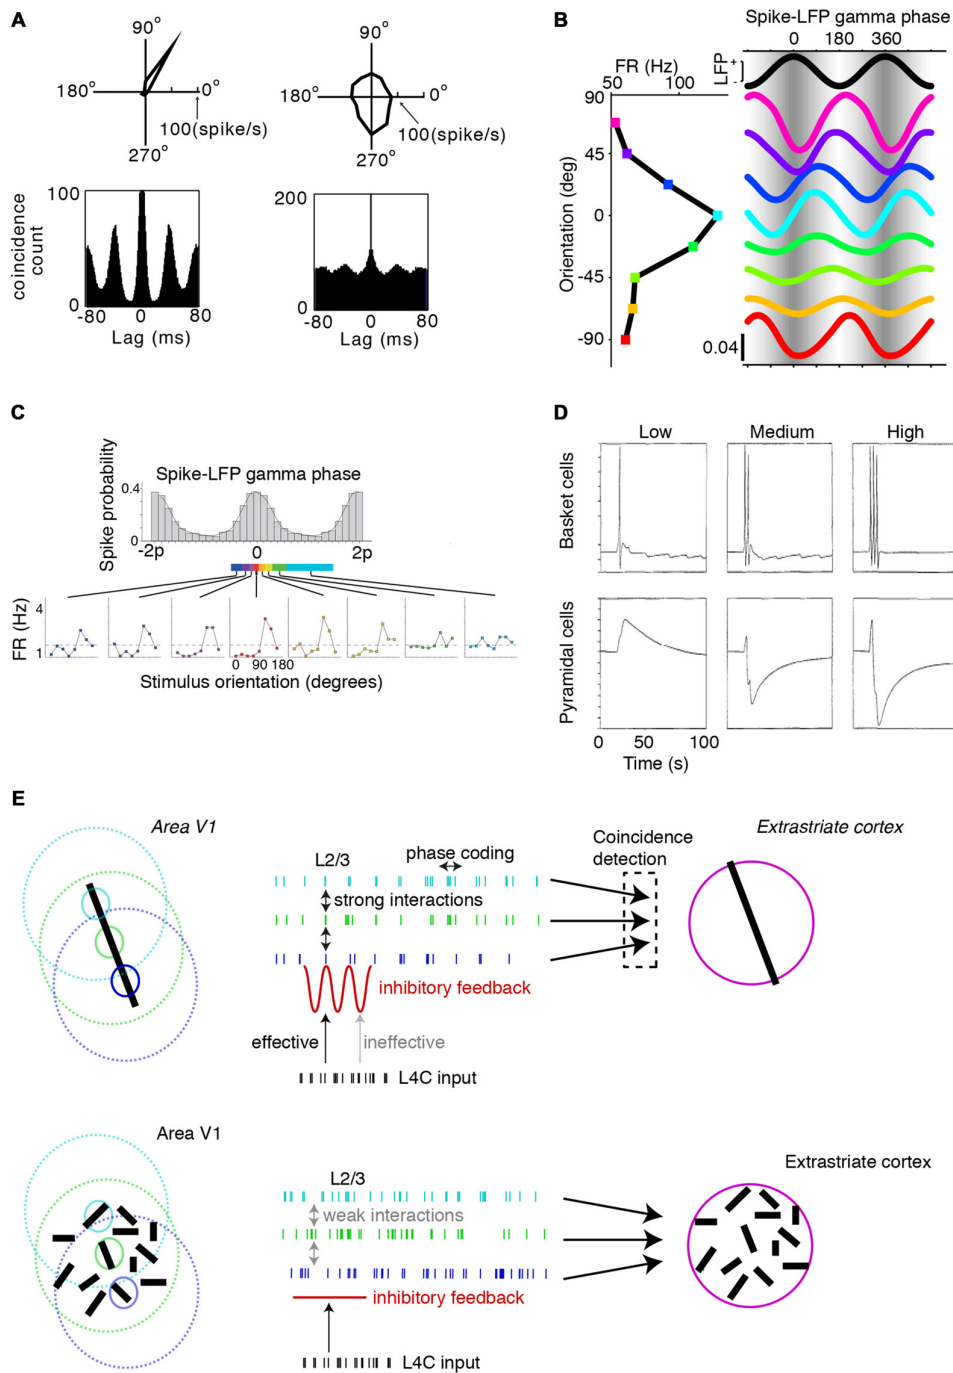 A
90°
180°
0°
100(spike/s)
270°
90°
180°
0°
100(spike/s)
270°
coincidence
count
100
0
-80
0
80
Lag (ms)
200
0
-80
0
80
Lag (ms)
B
Spike-LFP gamma phase
0 180 360
LFP
+
-
FR (Hz)
50 100
90
45
0
-45
-90
Orientation (deg)
0.04
C
Spike-LFP gamma phase
Spike probability
0.4
0
-2p 0 2p
FR (Hz)
4
1
0 90 180
Stimulus orientation (degrees)
D
Low Medium High
Basket cells
Pyramidal cells
0 50 100
Time (s)
E
Area V1
L2/3
phase coding
strong interactions
inhibitory feedback
effective
ineffective
L4C input
Coincidence
detection
Extrastriate cortex
Area V1
L2/3
weak interactions
inhibitory feedback
L4C input
Extrastriate cortex